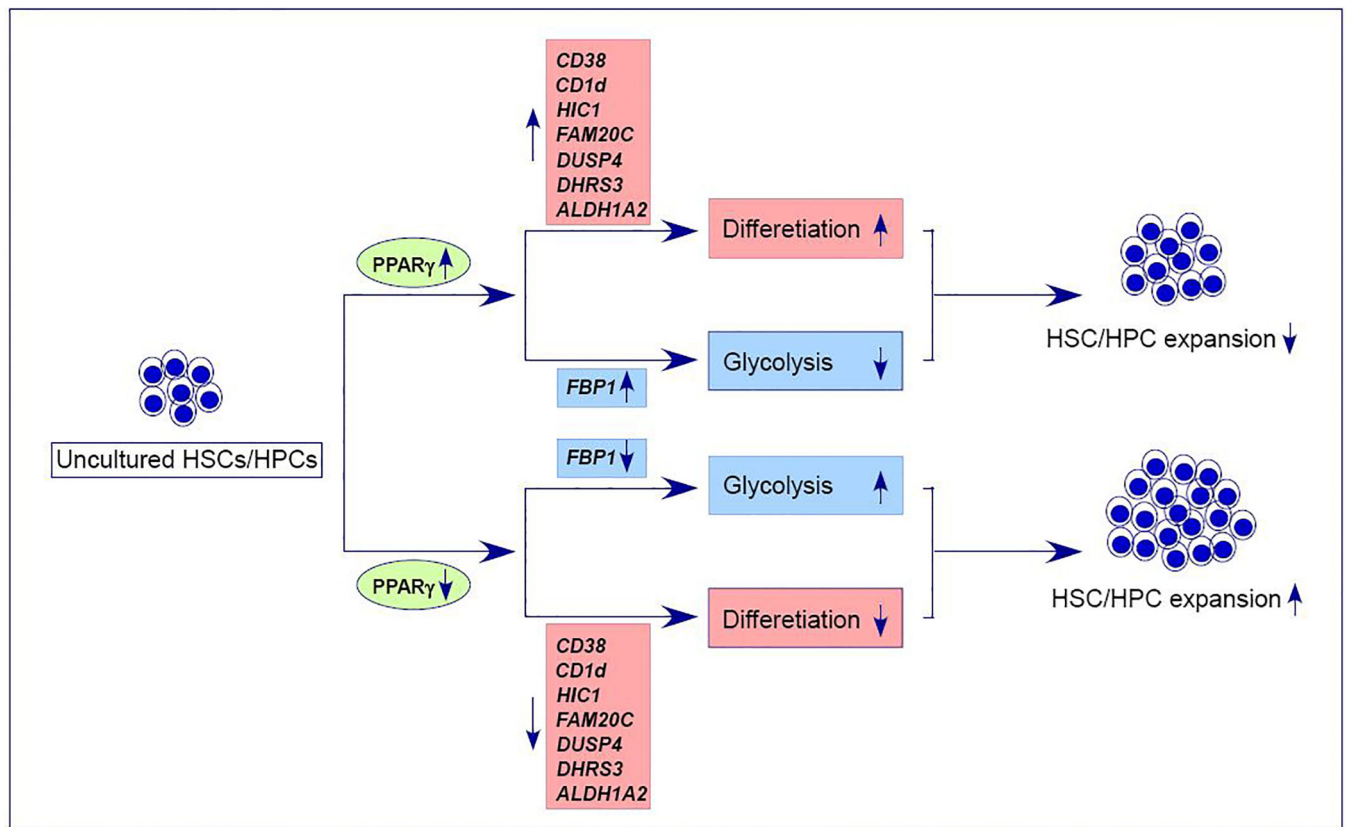 CD38
CD1d
HIC1
FAM20C
DUSP4
DHRS3
ALDH1A2
PPARγ ↑
Differetiation ↑
Glycolysis ↓
FBP1 ↑
HSC/HPC expansion ↓
Uncultured HSCs/HPCs
FBP1 ↓
Glycolysis ↑
PPARγ ↓
Differetiation ↓
HSC/HPC expansion ↑
CD38
CD1d
HIC1
FAM20C
DUSP4
DHRS3
ALDH1A2